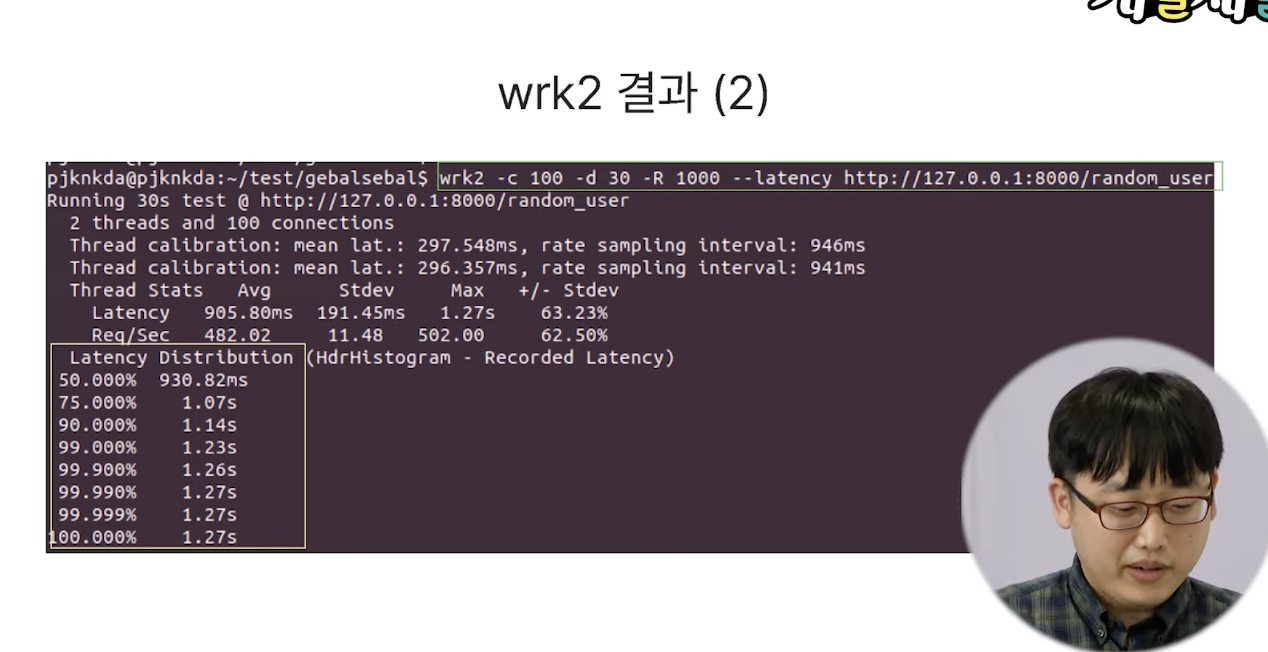 wrk2 결과 (2)
pjknkda@pjknkda:~/test/gebalsebal$ wrk2 -c 100 -d 30 -R 1000 --latency http://127.0.0.1:8000/random_user
Running 30s test @ http://127.0.0.1:8000/random_user
2 threads and 100 connections
Thread calibration: mean lat.: 297.548ms, rate sampling interval: 946ms
Thread calibration: mean lat.: 296.357ms, rate sampling interval: 941ms
Thread Stats Avg Stdev Max +/- Stdev
Latency 905.80ms 191.45ms 1.27s 63.23%
Req/Sec 482.02 11.48 502.00 62.50%
Latency Distribution (HdrHistogram - Recorded Latency)
50.000% 930.82ms
75.000% 1.07s
90.000% 1.14s
99.000% 1.23s
99.900% 1.26s
99.990% 1.27s
99.999% 1.27s
100.000% 1.27s